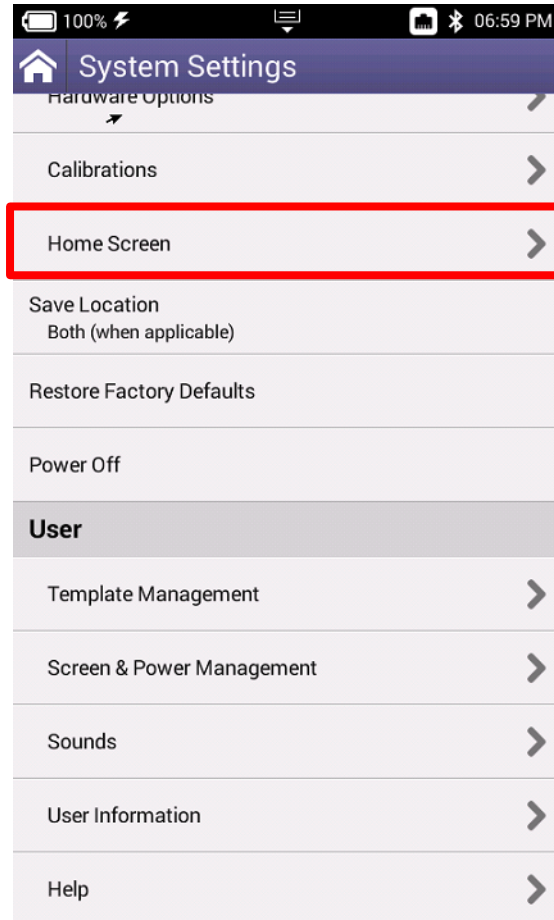 100% 06:59 PM
System Settings
Hardware Options
Calibrations
Home Screen
Save Location
Both (when applicable)
Restore Factory Defaults
Power Off
User
Template Management
Screen & Power Management
Sounds
User Information
Help